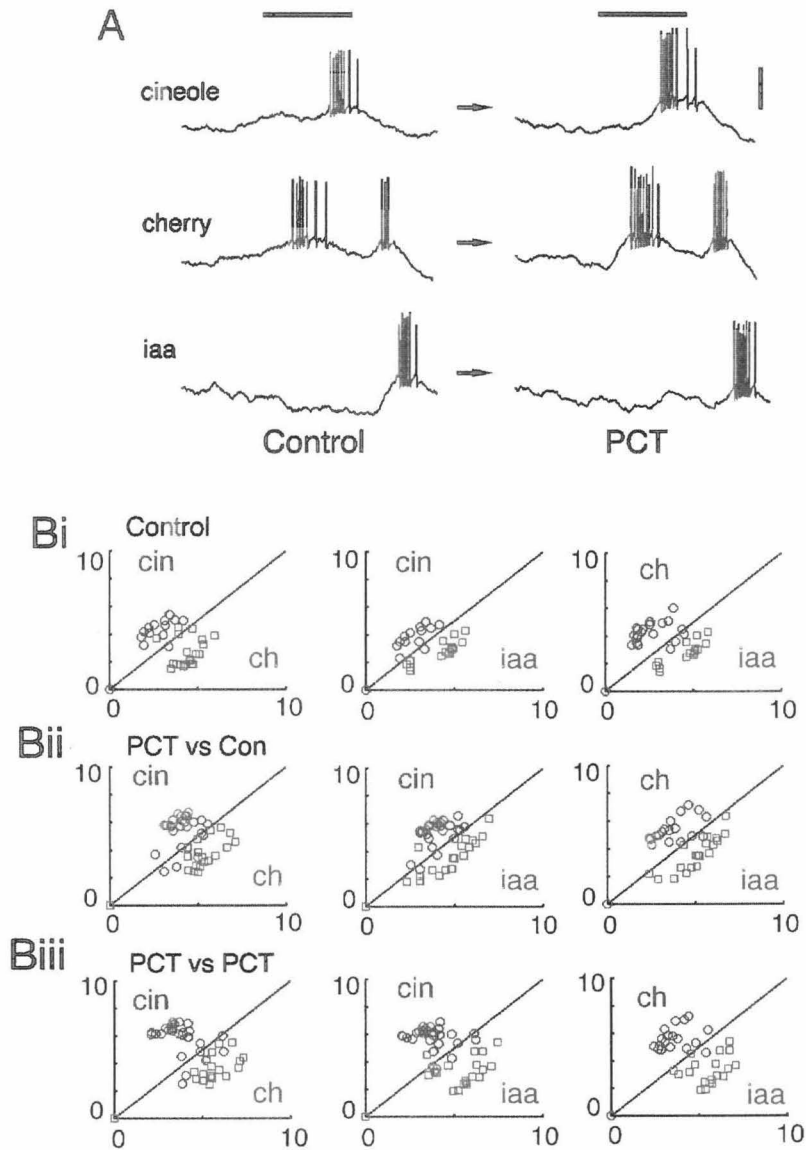 A
cineole
cherry
iaa
Control PCT
Bi Control
10 cin 10 cin 10 ch
ch iaa iaa
0 0 0
0 10 0 10 0 10
Bii PCT vs Con
10 cin 10 cin 10 ch
ch iaa iaa
0 0 0
0 10 0 10 0 10
Biii PCT vs PCT
10 cin 10 cin 10 ch
ch iaa iaa
0 0 0
0 10 0 10 0 10